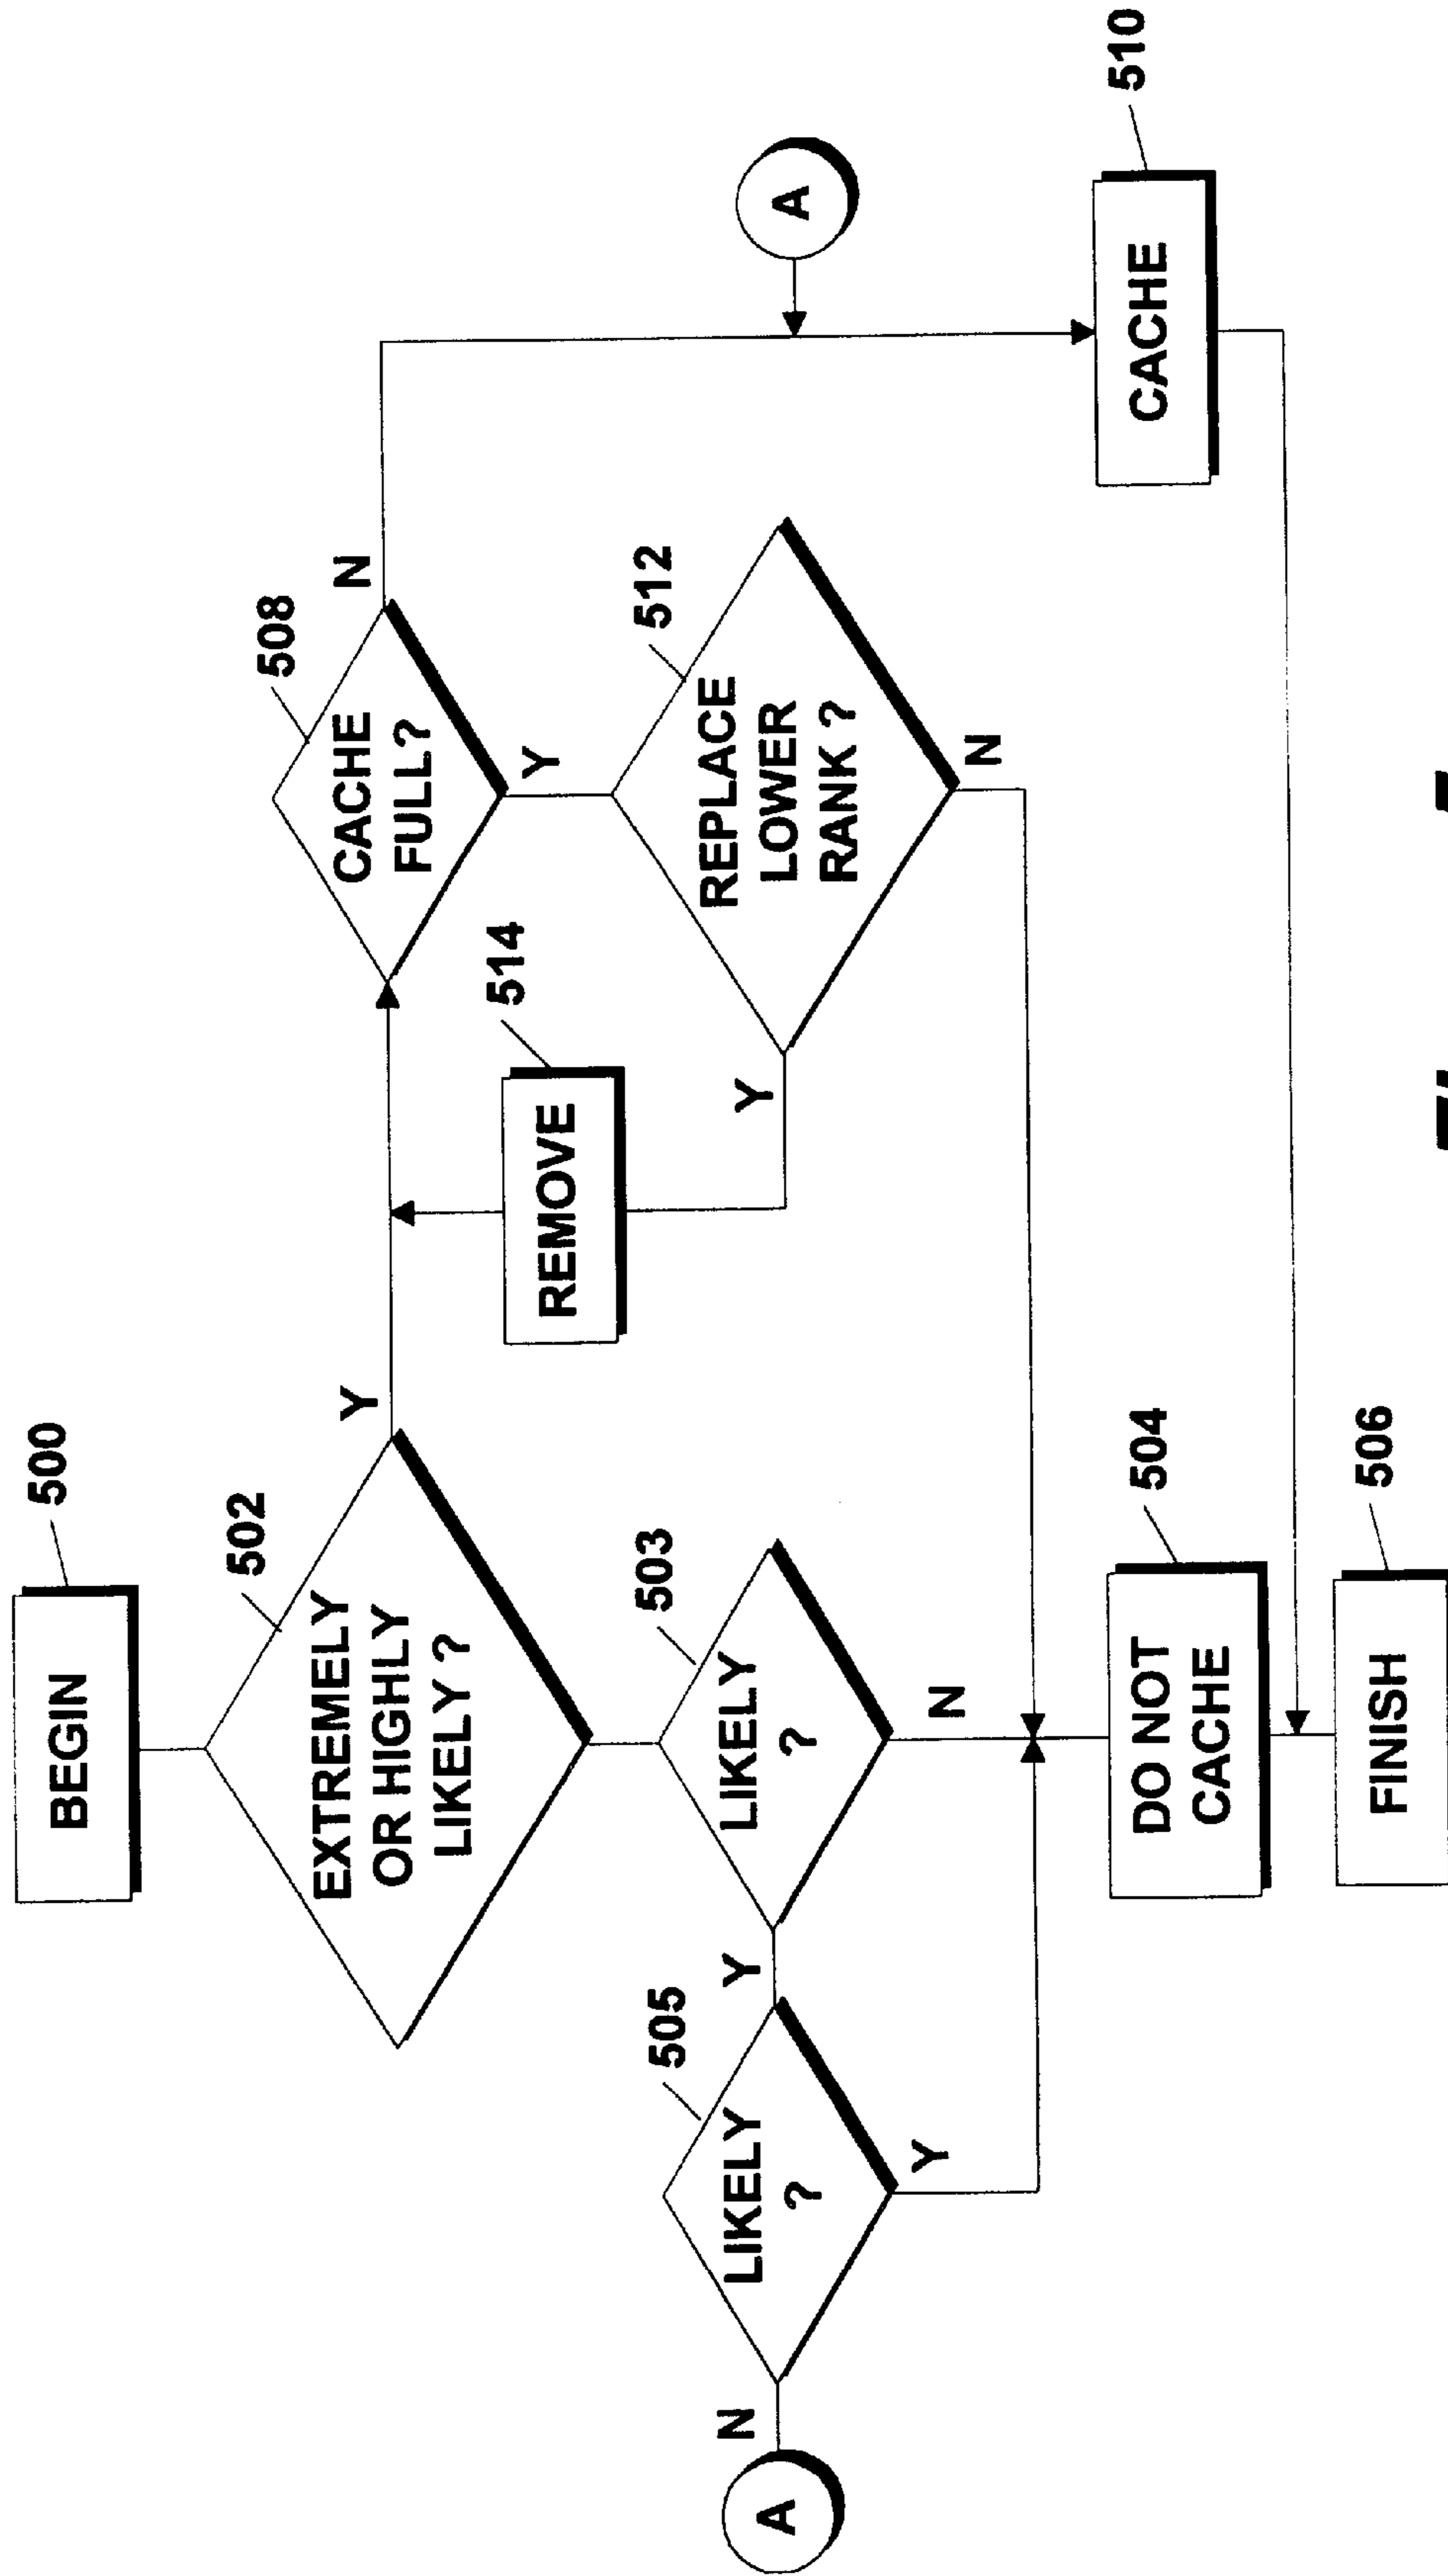 BEGIN
500
EXTREMELY
OR HIGHLY
LIKELY ?
502
Y
CACHE
FULL?
508
N
Y
REMOVE
514
REPLACE
LOWER
RANK ?
512
Y
N
LIKELY
?
503
Y
N
LIKELY
?
505
N
Y
A
A
DO NOT
CACHE
504
CACHE
510
FINISH
506